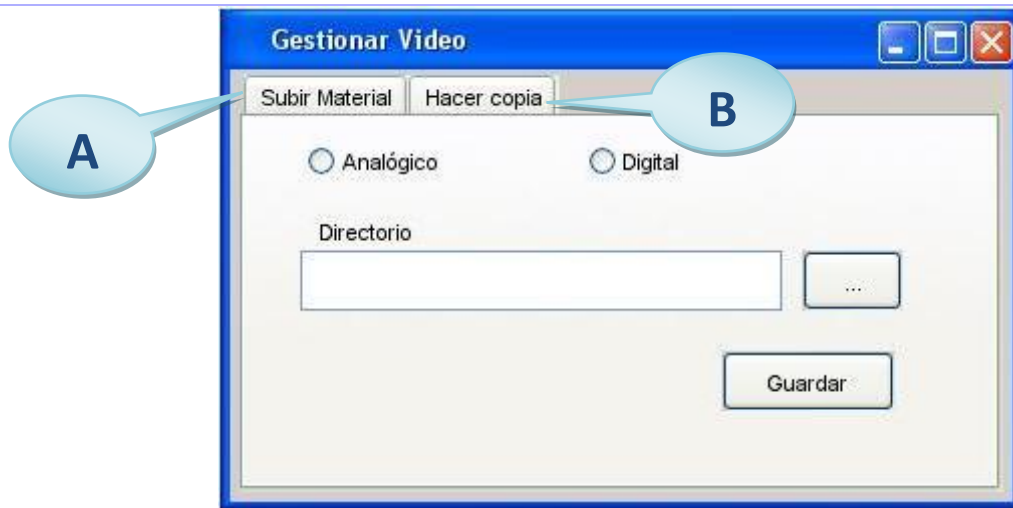 Gestionar Video
Subir Material Hacer copia
A
B
Analógico Digital
Directorio
...
Guardar